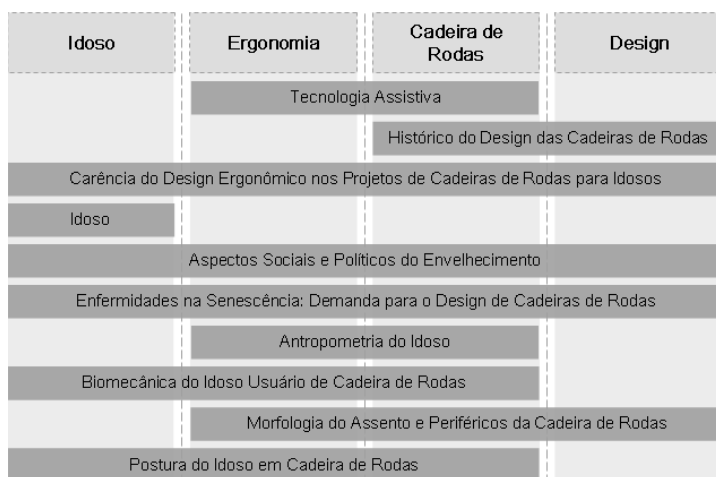 Idoso
Ergonomia
Cadeira de
Rodas
Design
Tecnologia Assistiva
Histórico do Design das Cadeiras de Rodas
Carência do Design Ergonômico nos Projetos de Cadeiras de Rodas para Idosos
Idoso
Aspectos Sociais e Políticos do Envelhecimento
Enfermidades na Senescência: Demanda para o Design de Cadeiras de Rodas
Antropometria do Idoso
Biomecânica do Idoso Usuário de Cadeira de Rodas
Morfologia do Assento e Periféricos da Cadeira de Rodas
Postura do Idoso em Cadeira de Rodas